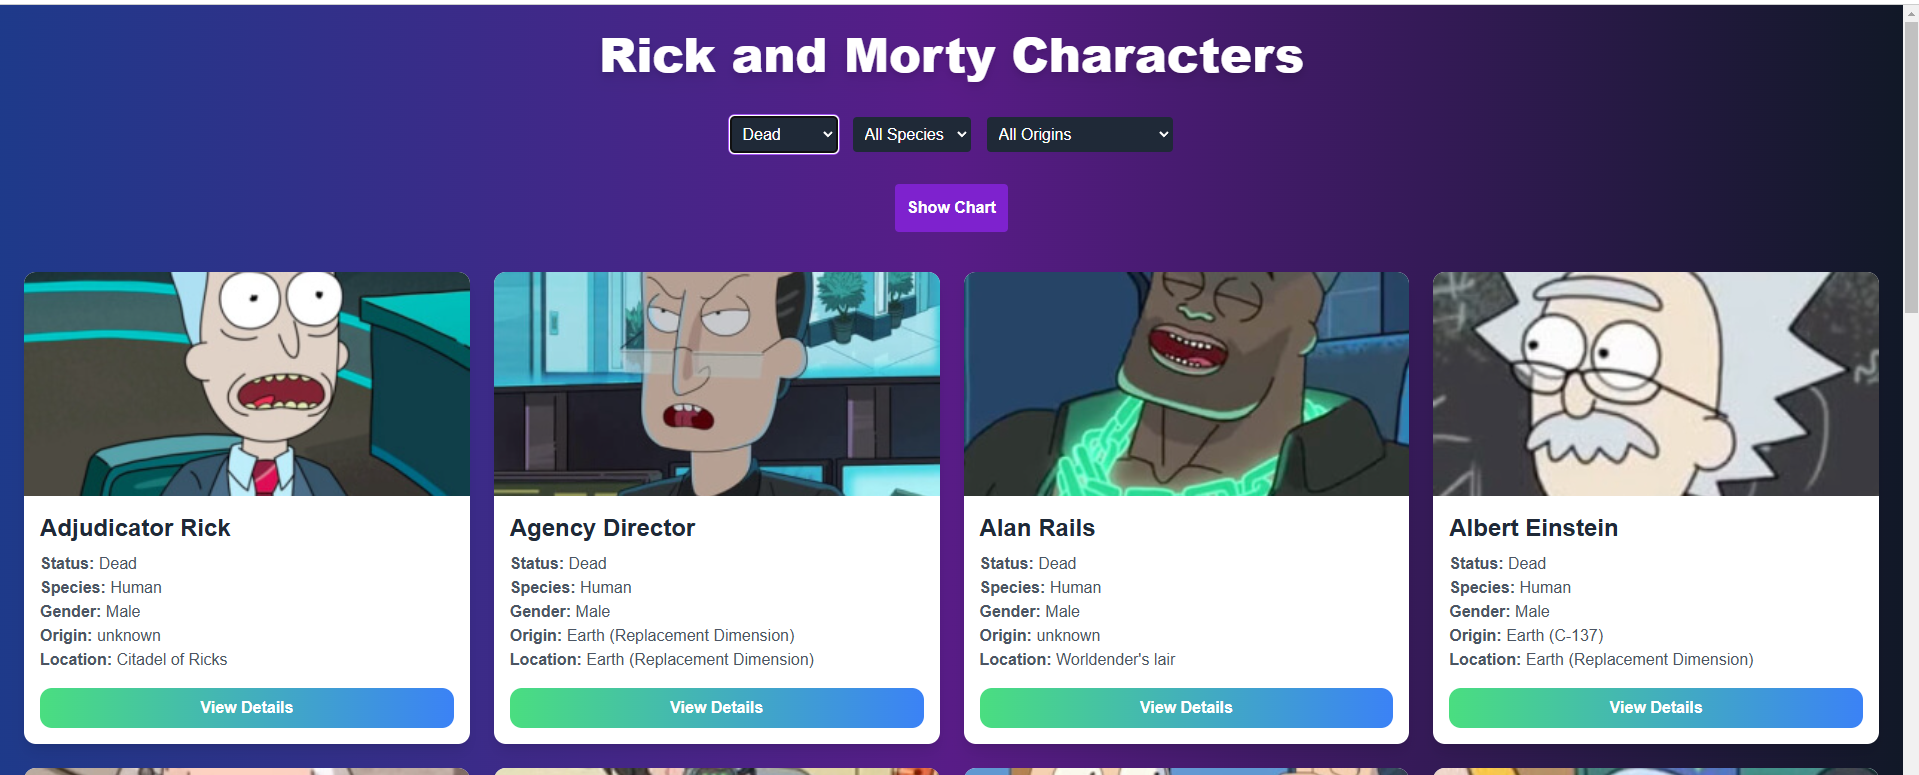 Rick and Morty Characters
Dead All Species All Origins
Show Chart
Adjudicator Rick
Status: Dead
Species: Human
Gender: Male
Origin: unknown
Location: Citadel of Ricks
View Details
Agency Director
Status: Dead
Species: Human
Gender: Male
Origin: Earth (Replacement Dimension)
Location: Earth (Replacement Dimension)
View Details
Alan Rails
Status: Dead
Species: Human
Gender: Male
Origin: unknown
Location: Worldender's lair
View Details
Albert Einstein
Status: Dead
Species: Human
Gender: Male
Origin: Earth (C-137)
Location: Earth (Replacement Dimension)
View Details